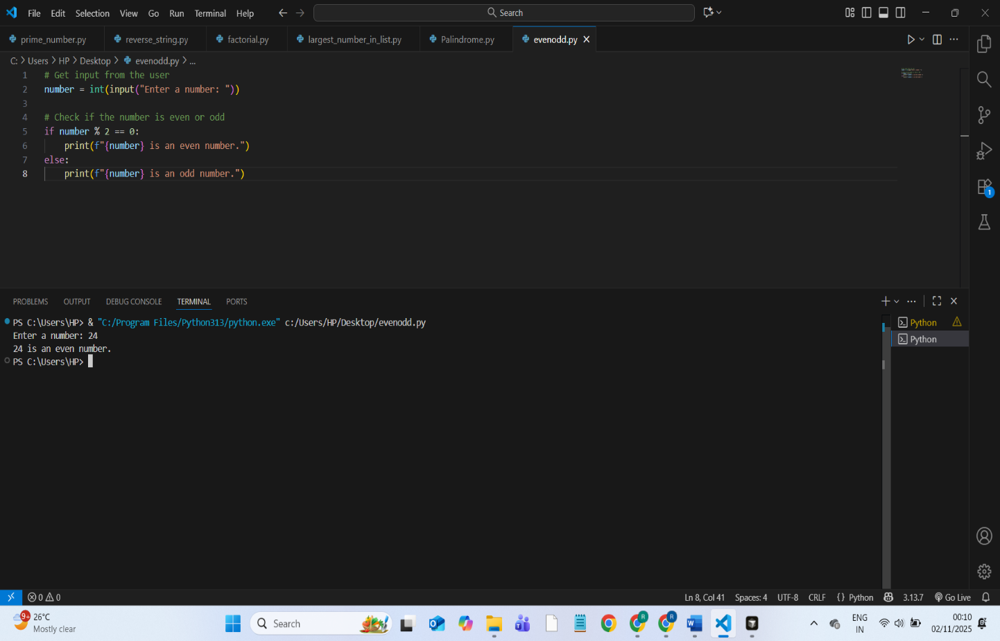 File Edit Selection View Go Run Terminal Help
Search
prime_number.py reverse_string.py factorial.py largest_number_in_list.py Palindrome.py evenodd.py
C: > Users > HP > Desktop > evenodd.py > ...
1 # Get input from the user
2 number = int(input("Enter a number: "))
3
4 # Check if the number is even or odd
5 if number % 2 == 0:
6     print(f"{number} is an even number.")
7 else:
8     print(f"{number} is an odd number.")
1
PROBLEMS OUTPUT DEBUG CONSOLE TERMINAL PORTS
PS C:\Users\HP> & "C:/Program Files/Python313/python.exe" c:/Users/HP/Desktop/evenodd.py
Enter a number: 24
24 is an even number.
PS C:\Users\HP>
Python
Python
0 0 Ln 8, Col 41 Spaces: 4 UTF-8 CRLF {} Python 3.13.7 Go Live
9+ 26°C
Mostly clear
Search
R R
ENG
IN
00:10
02/11/2025